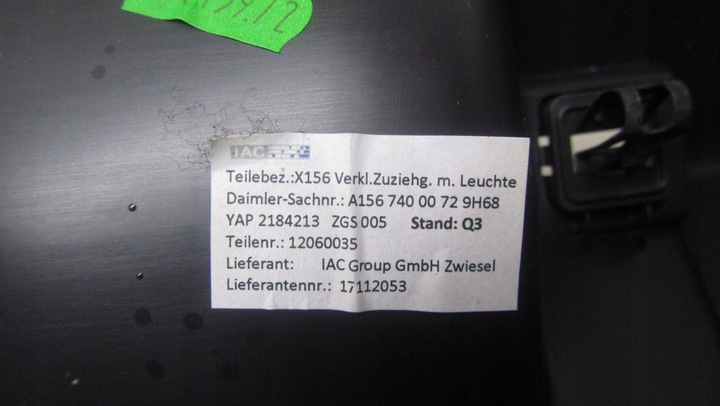 IAC
Teilebez.:X156 Verkl.Zuziehg. m. Leuchte
Daimler-Sachnr.: A156 740 00 72 9H68
YAP 2184213 ZGS 005 Stand: Q3
Teilenr.: 12060035
Lieferant: IAC Group GmbH Zwiesel
Lieferantennr.: 17112053